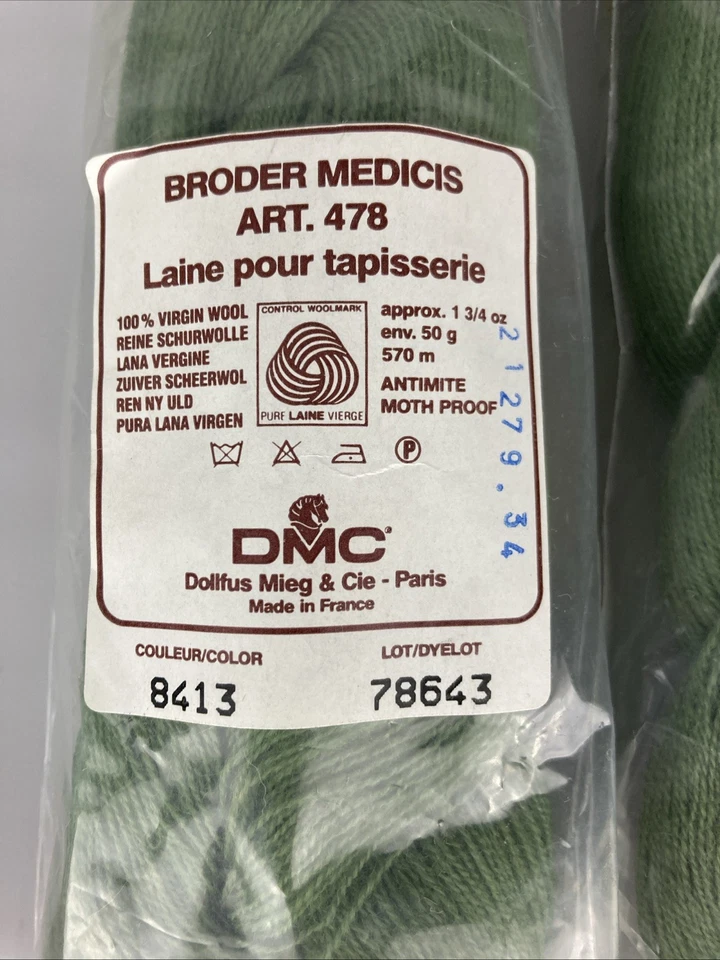 BRODER MEDICIS
ART. 478
Laine pour tapisserie
100% VIRGIN WOOL
REINE SCHURWOLLE
LANA VERGINE
ZUIVER SCHEERWOL
REN NY ULD
PURA LANA VIRGEN
CONTROL WOOLMARK
PURE LAINE VIERGE
approx. 1 3/4 oz
env. 50 g
570 m
ANTIMITE
MOTH PROOF
21279.34
P
DMC
Dollfus Mieg & Cie - Paris
Made in France
COULEUR/COLOR
LOT/DYELOT
8413
78643